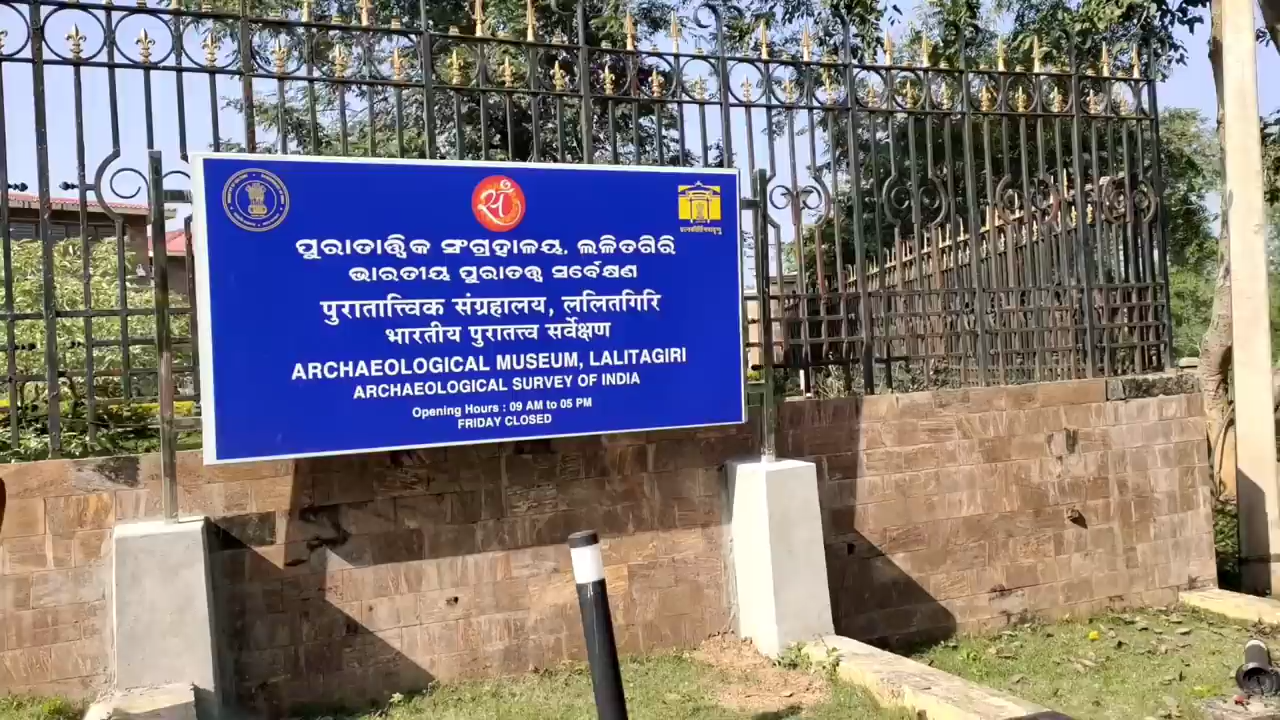 ପୁରାତାତ୍ତ୍ୱିକ ସଂଗ୍ରହାଳୟ, ଲଳିତଗିରି
ଭାରତୀୟ ପୁରାତତ୍ତ୍ୱ ସର୍ବେକ୍ଷଣ
पुरातात्त्विक संग्रहालय, ललितगिरि
भारतीय पुरातत्त्व सर्वेक्षण
ARCHAEOLOGICAL MUSEUM, LALITAGIRI
ARCHAEOLOGICAL SURVEY OF INDIA
Opening Hours : 09 AM to 05 PM
FRIDAY CLOSED